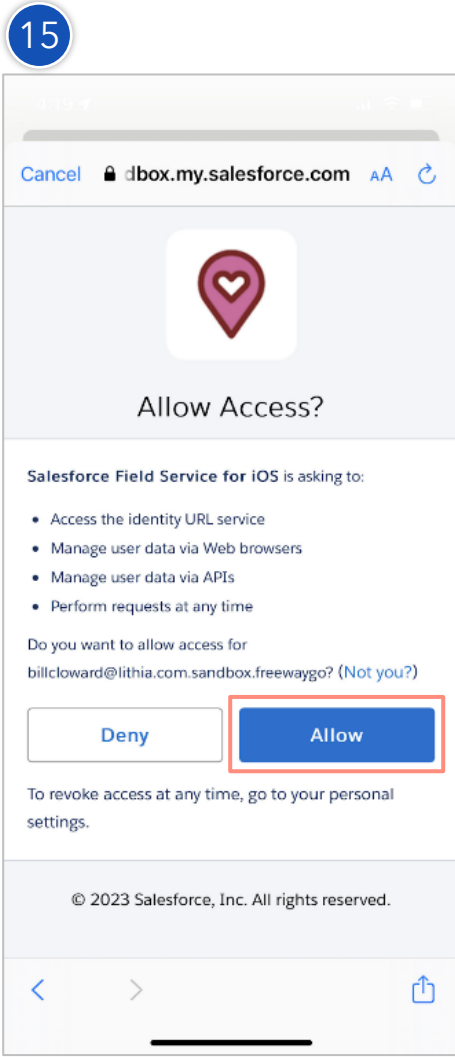 15
Cancel dbox.my.salesforce.com AA
Allow Access?
Salesforce Field Service for iOS is asking to:
• Access the identity URL service
• Manage user data via Web browsers
• Manage user data via APIs
• Perform requests at any time
Do you want to allow access for
billcloward@lithia.com.sandbox.freewaygo? (Not you?)
Deny Allow
To revoke access at any time, go to your personal
settings.
© 2023 Salesforce, Inc. All rights reserved.